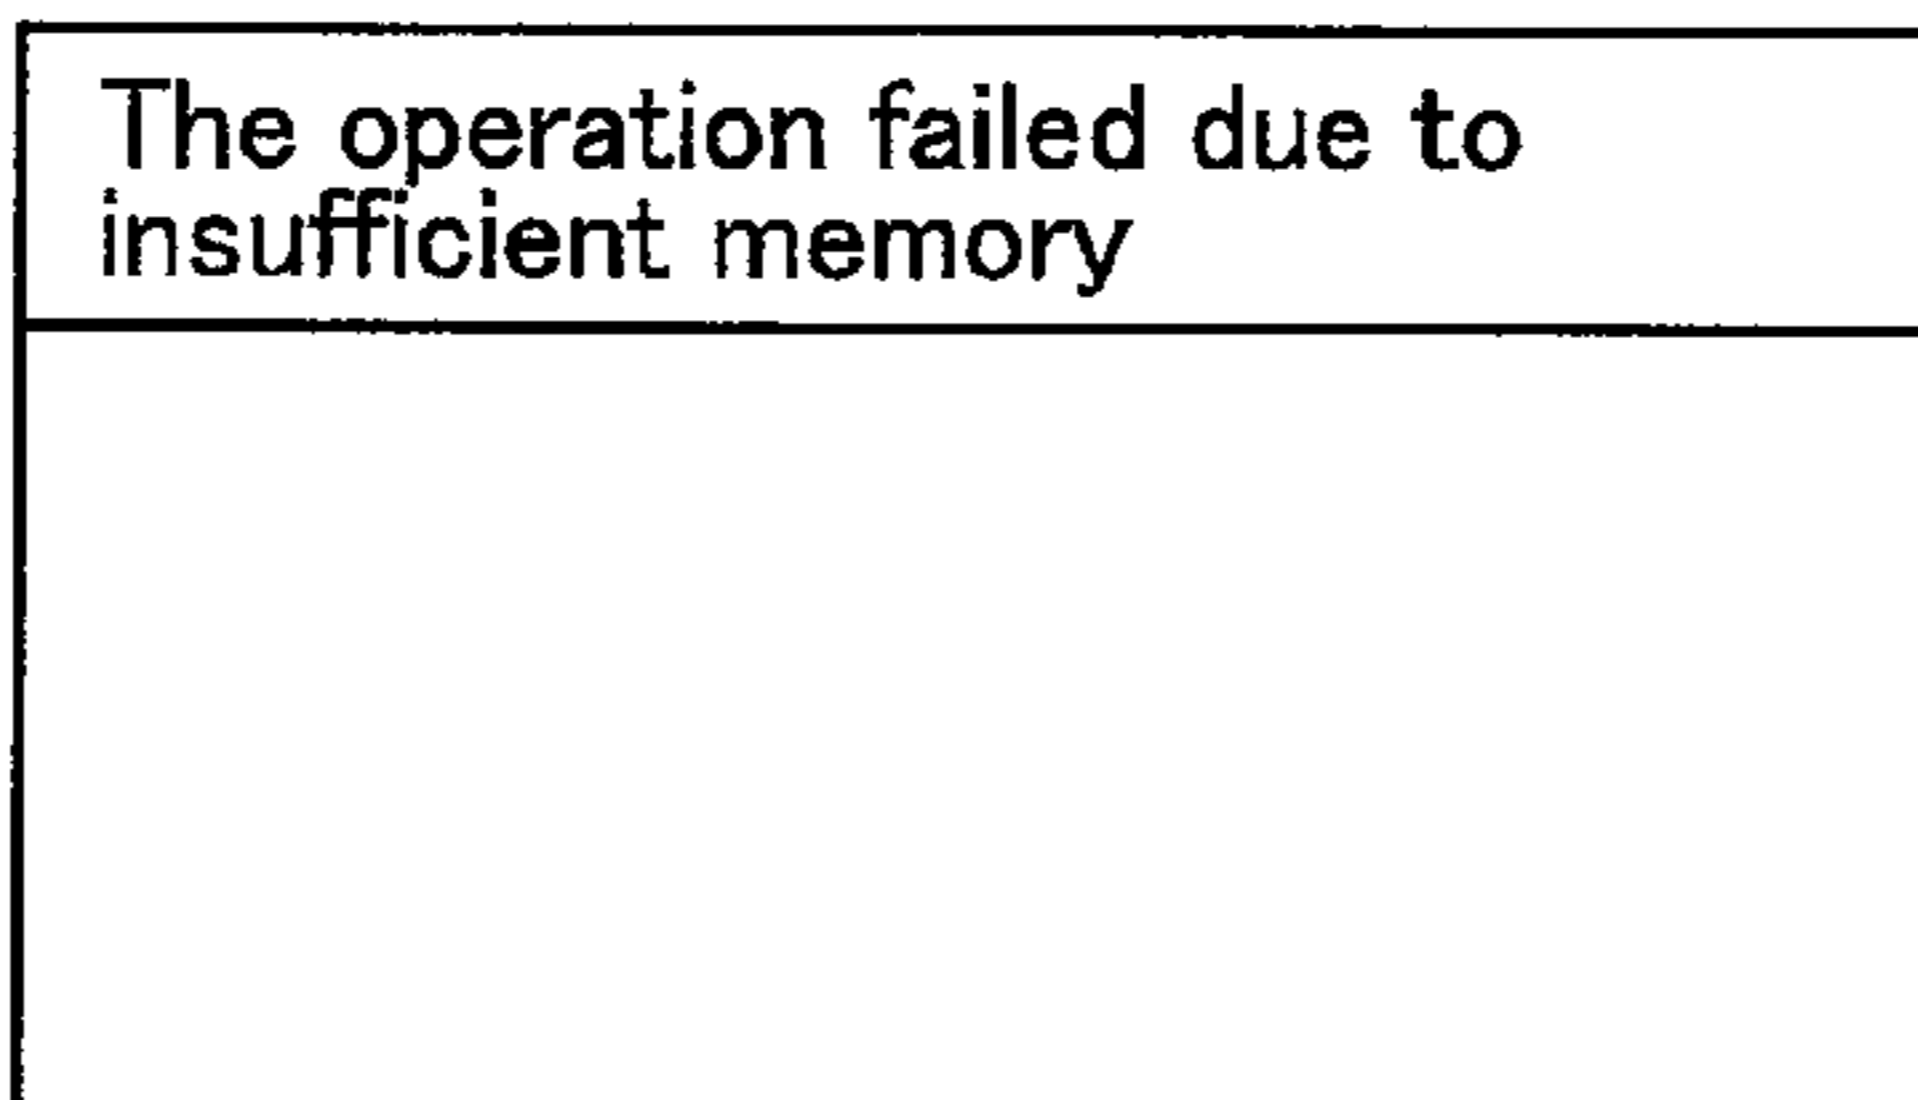 The operation failed due to
insufficient memory